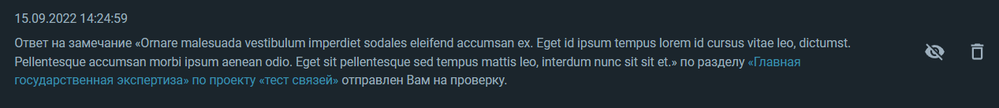 15.09.2022 14:24:59
Ответ на замечание «Ornare malesuada vestibulum imperdiet sodales eleifend accumsan ex. Eget id ipsum tempus lorem id cursus vitae leo, dictumst.
Pellentesque accumsan morbi ipsum aenean odio. Eget sit pellentesque sed tempus mattis leo, interdum nunc sit sit et.» по разделу «Главная
государственная экспертиза» по проекту «тест связей» отправлен Вам на проверку.